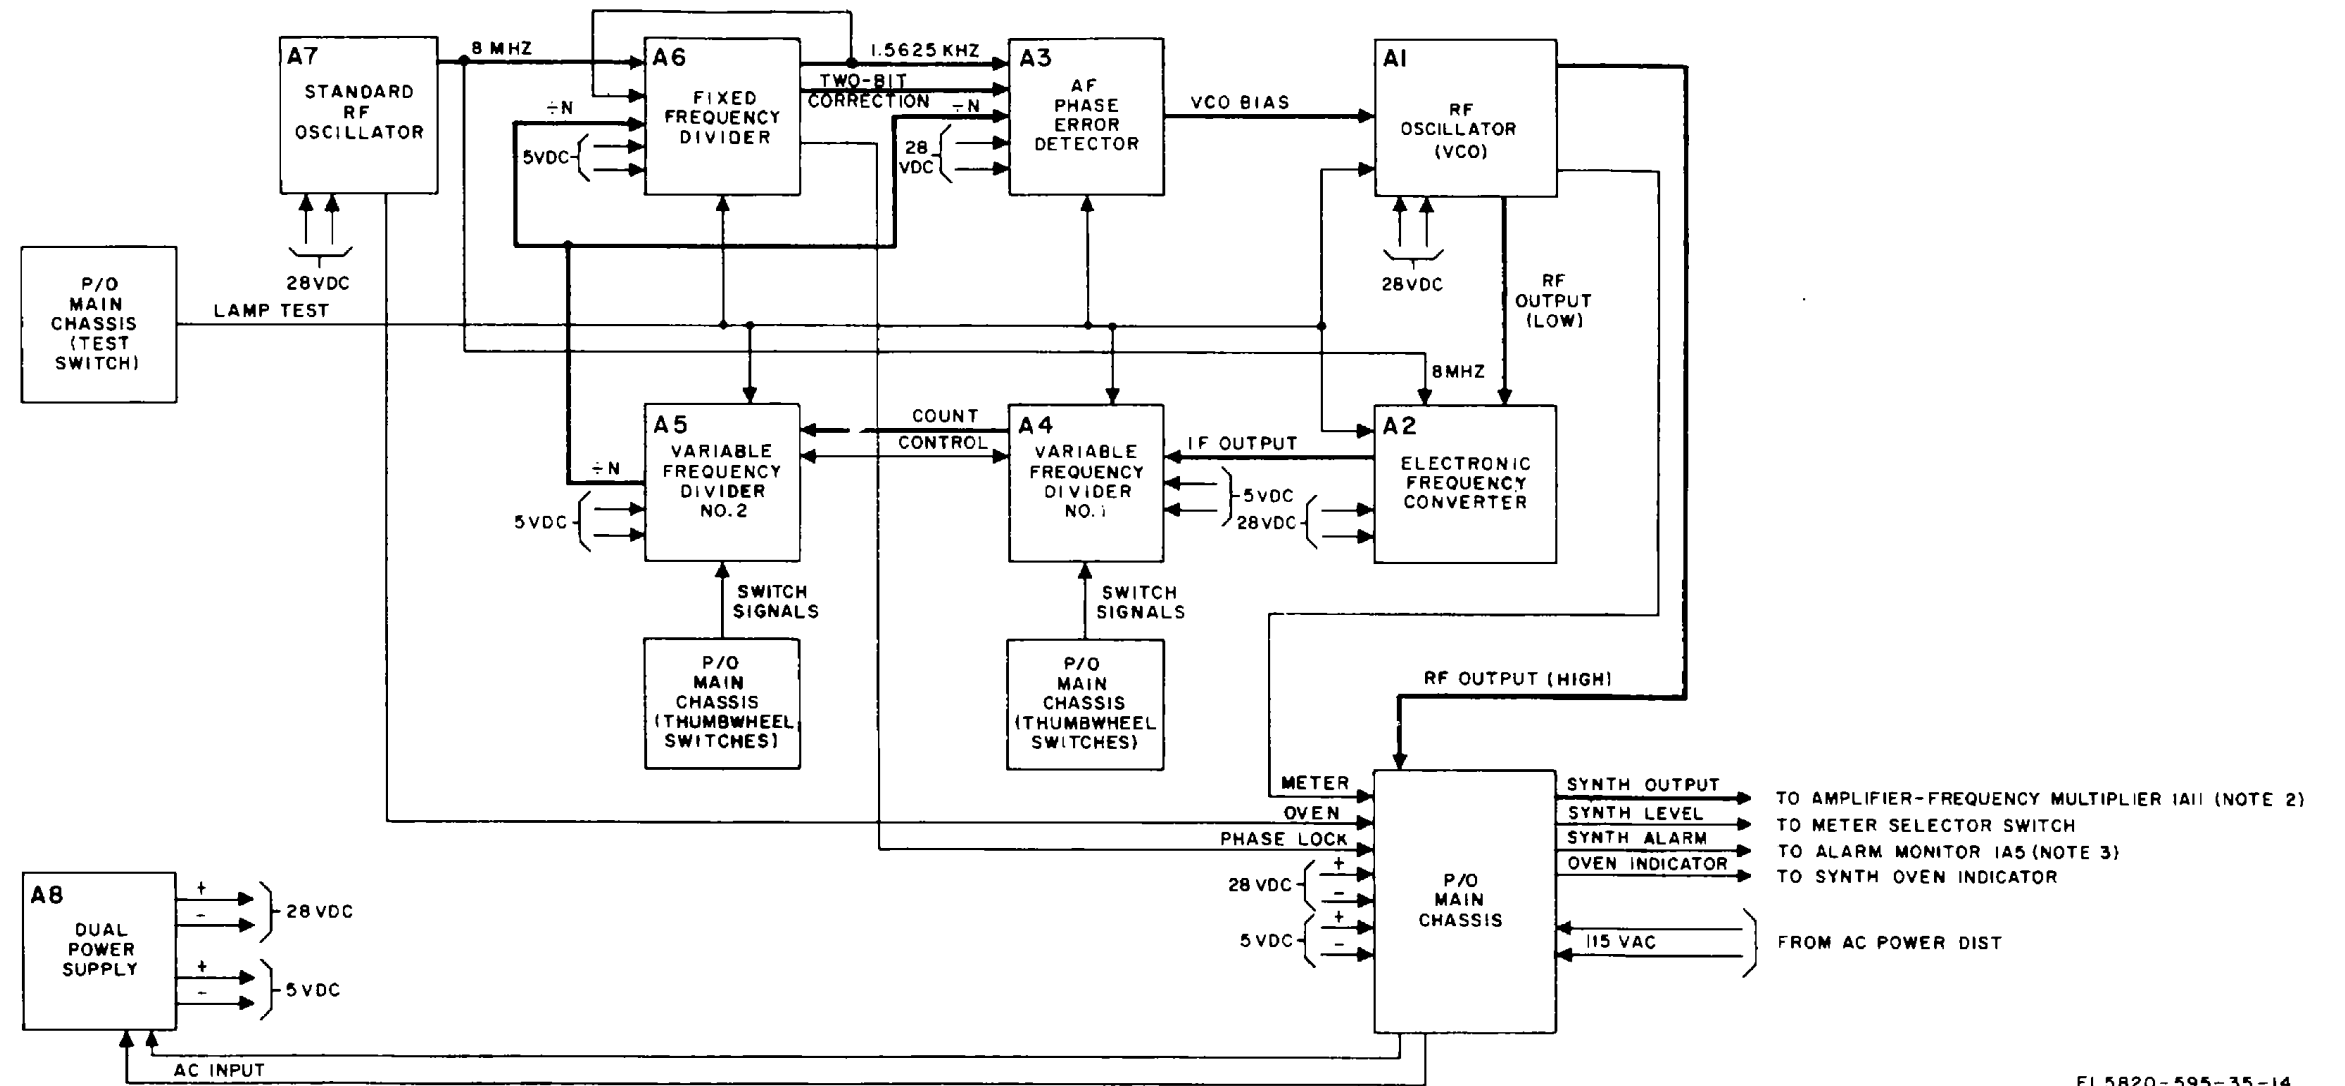 A7
STANDARD
RF
OSCILLATOR
8 MHZ
A6
FIXED
FREQUENCY
DIVIDER
1.5625 KHZ
TWO-BIT
CORRECTION
÷N
÷N
5VDC
28
VDC
A3
AF
PHASE
ERROR
DETECTOR
VCO BIAS
A1
RF
OSCILLATOR
(VCO)
28VDC
28VDC
RF
OUTPUT
(LOW)
P/O
MAIN
CHASSIS
(TEST
SWITCH)
LAMP TEST
8MHZ
A5
VARIABLE
FREQUENCY
DIVIDER
NO.2
÷N
5VDC
COUNT
CONTROL
A4
VARIABLE
FREQUENCY
DIVIDER
NO.1
IF OUTPUT
5VDC
28VDC
A2
ELECTRONIC
FREQUENCY
CONVERTER
SWITCH
SIGNALS
SWITCH
SIGNALS
P/O
MAIN
CHASSIS
(THUMBWHEEL
SWITCHES)
P/O
MAIN
CHASSIS
(THUMBWHEEL
SWITCHES)
RF OUTPUT (HIGH)
METER
OVEN
PHASE LOCK
28 VDC
+
-
5VDC
+
-
P/O
MAIN
CHASSIS
SYNTH OUTPUT
TO AMPLIFIER-FREQUENCY MULTIPLIER 1A11 (NOTE 2)
SYNTH LEVEL
TO METER SELECTOR SWITCH
SYNTH ALARM
TO ALARM MONITOR 1A5 (NOTE 3)
OVEN INDICATOR
TO SYNTH OVEN INDICATOR
115 VAC
FROM AC POWER DIST
A8
DUAL
POWER
SUPPLY
+
-
28 VDC
+
-
5VDC
AC INPUT
EL5820-595-35-14